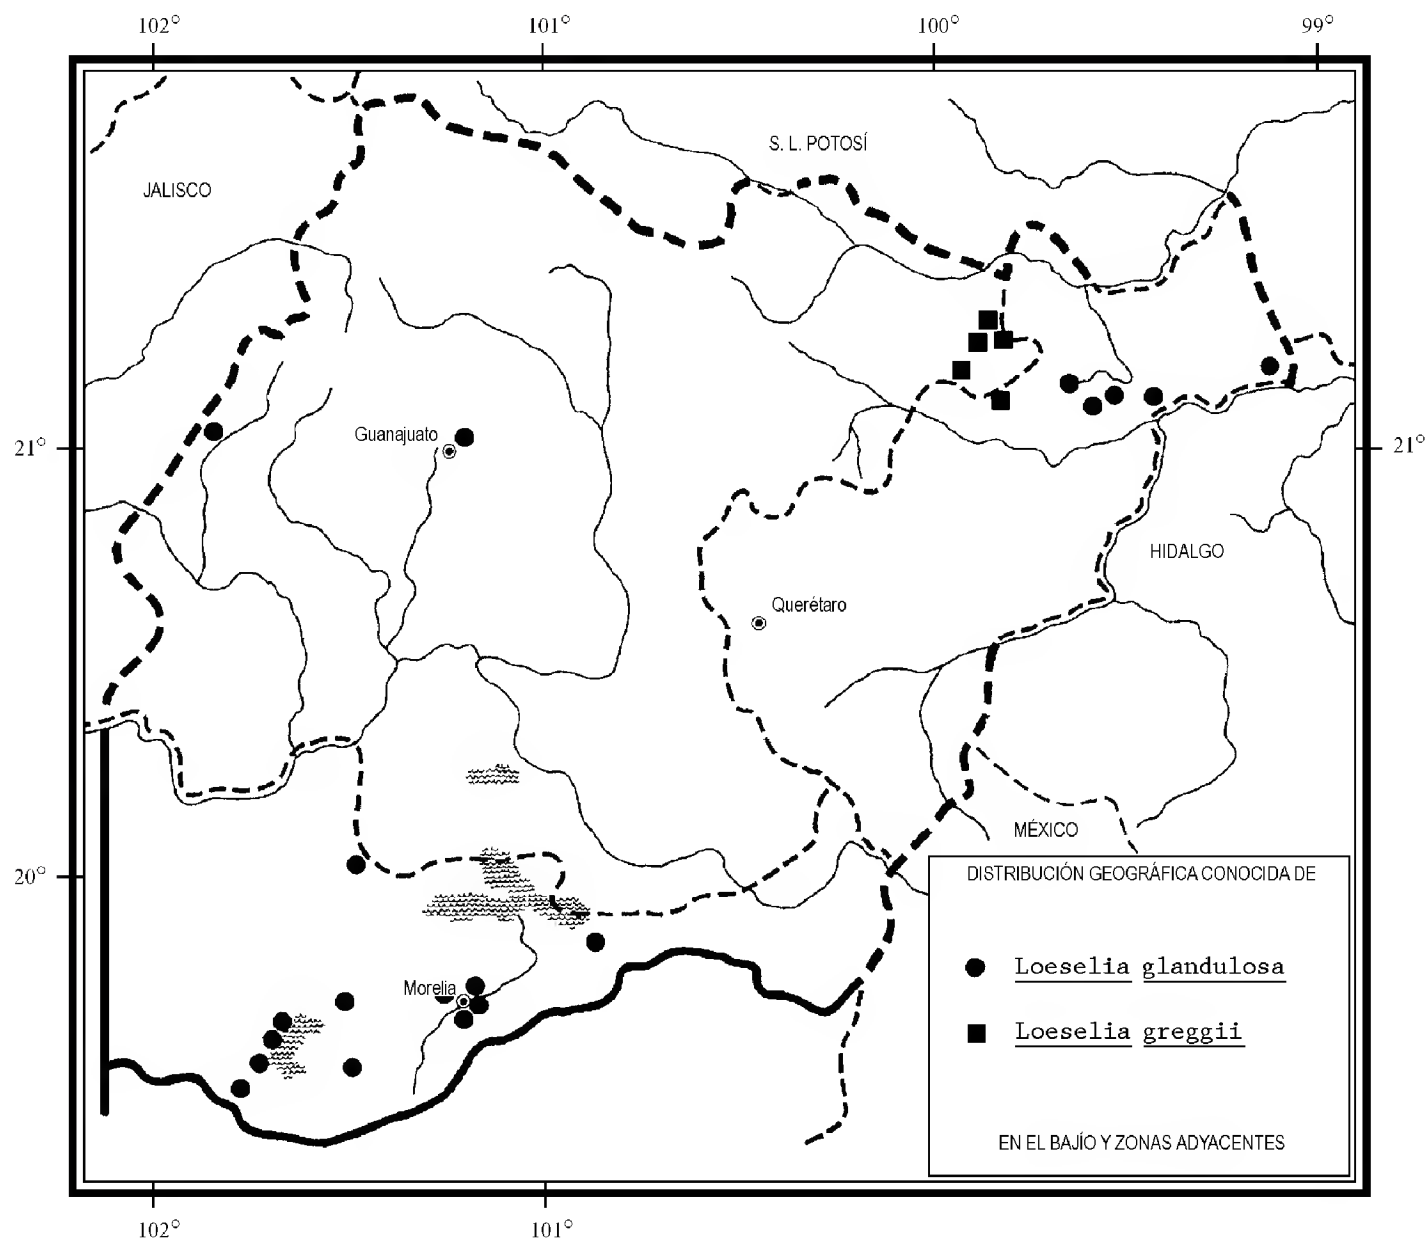 102° 101° 100° 99°
S. L. POTOSÍ
JALISCO
Guanajuato
21° 21°
HIDALGO
Querétaro
MÉXICO
20°
DISTRIBUCIÓN GEOGRÁFICA CONOCIDA DE
Loeselia glandulosa
Morelia
Loeselia greggii
EN EL BAJÍO Y ZONAS ADYACENTES
102° 101°